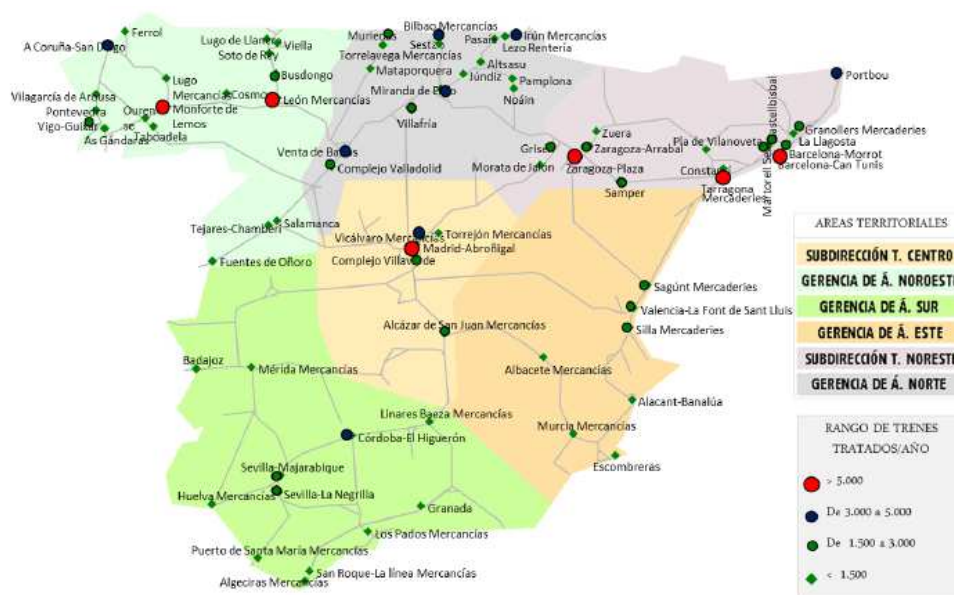 Ferrol
A Coruña-San Diego
Lugo de Llanera
Viella
Soto de Rey
Busdongo
Lugo
Mercancías
Cosmos
León Mercancías
Vilagarcía de Arousa
Pontevedra
Vigo-Guixar
As Gándaras
Taboadela
Monforte de
Lemos
Muriedas
Bilbao Mercancías
Sestao
Pasaia
Irún Mercancías
Lezo Rentería
Torrelavega Mercancías
Mataporquera
Altsasu
Júndiz
Pamplona
Miranda de Ebro
Noáin
Villafría
Venta de Baños
Complejo Valladolid
Portbou
Zuera
Grisén
Zaragoza-Arrabal
Morata de Jalón
Zaragoza-Plaza
Samper
Pla de Vilanoveta
Constantí
Tarragona
Mercaderies
Castellbisbal
Granollers Mercaderies
La Llagosta
Barcelona-Morrot
Barcelona-Can Tunis
Tejares-Chamberí
Salamanca
Fuentes de Oñoro
Vicálvaro Mercancías
Torrejón Mercancías
Madrid-Abroñigal
Complejo Villaverde
Alcázar de San Juan Mercancías
Sagúnt Mercaderies
Valencia-La Font de Sant Lluis
Silla Mercaderies
Albacete Mercancías
Alacant-Banalúa
Murcia Mercancías
Escombreras
Badajoz
Mérida Mercancías
Linares Baeza Mercancías
Córdoba-El Higuerón
Sevilla-Majarabique
Sevilla-La Negrilla
Huelva Mercancías
Granada
Los Pados Mercancías
Puerto de Santa María Mercancías
San Roque-La línea Mercancías
Algeciras Mercancías
AREAS TERRITORIALES
SUBDIRECCIÓN T. CENTRO
GERENCIA DE Á. NOROESTE
GERENCIA DE Á. SUR
GERENCIA DE Á. ESTE
SUBDIRECCIÓN T. NORESTE
GERENCIA DE Á. NORTE
RANGO DE TRENES
TRATADOS/AÑO
> 5.000
De 3.000 a 5.000
De 1.500 a 3.000
< 1.500